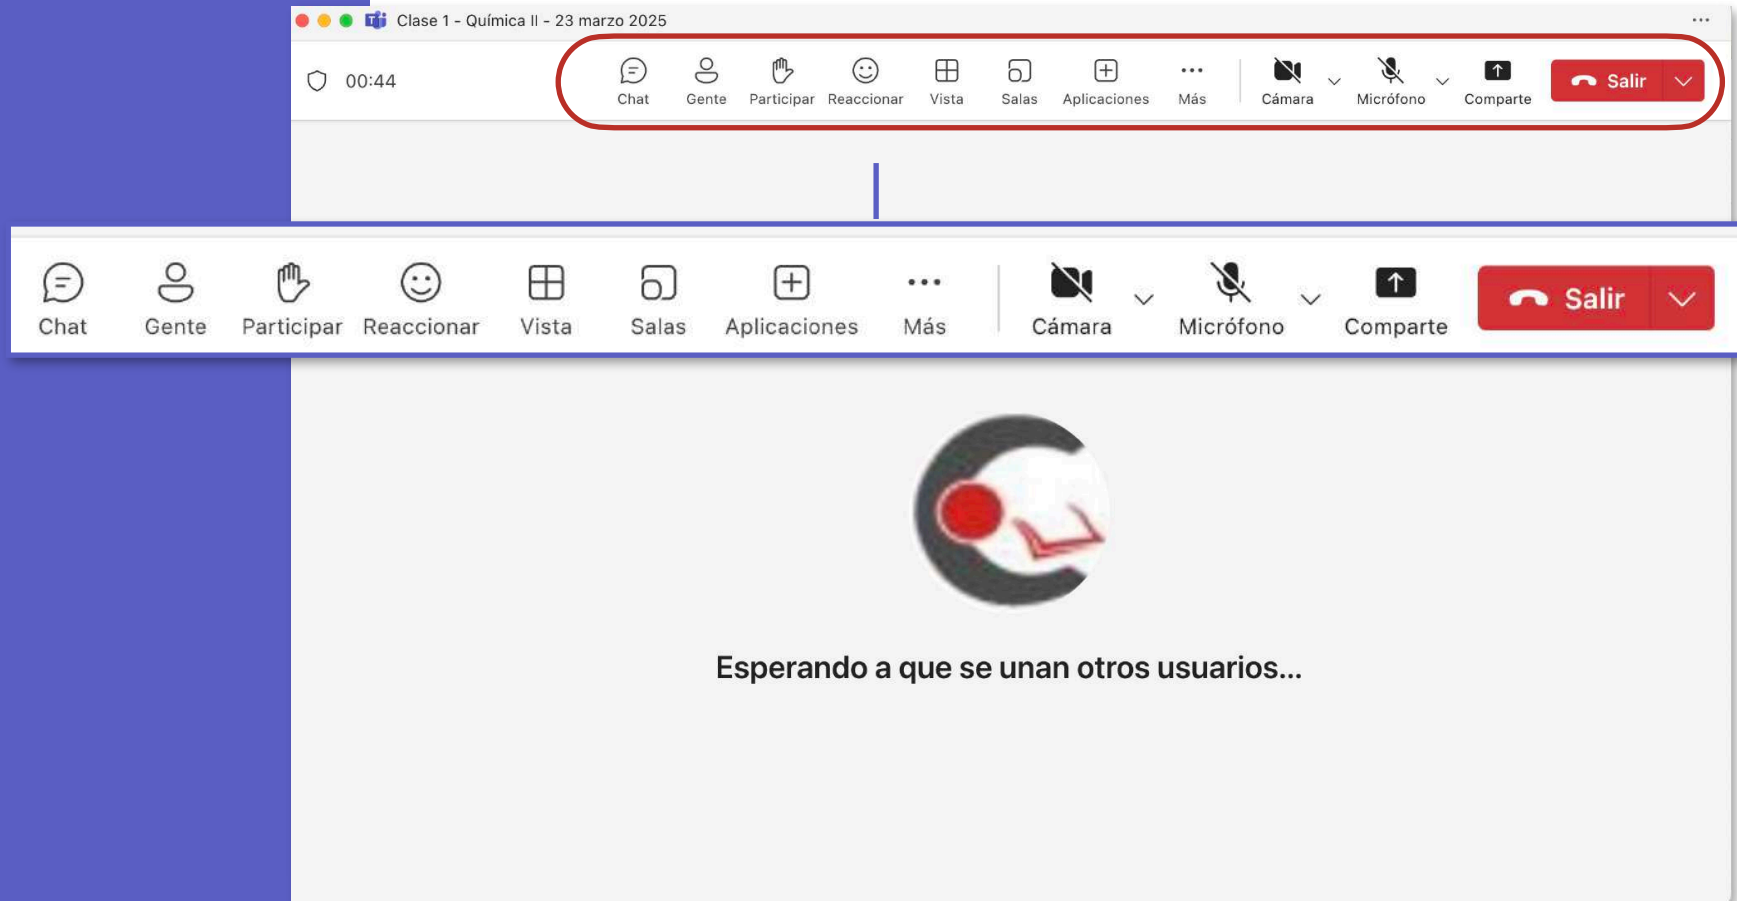 Clase 1 - Química II - 23 marzo 2025
00:44
Chat Gente Participar Reaccionar Vista Salas Aplicaciones Más Cámara Micrófono Comparte Salir
Chat Gente Participar Reaccionar Vista Salas Aplicaciones Más Cámara Micrófono Comparte Salir
Esperando a que se unan otros usuarios...